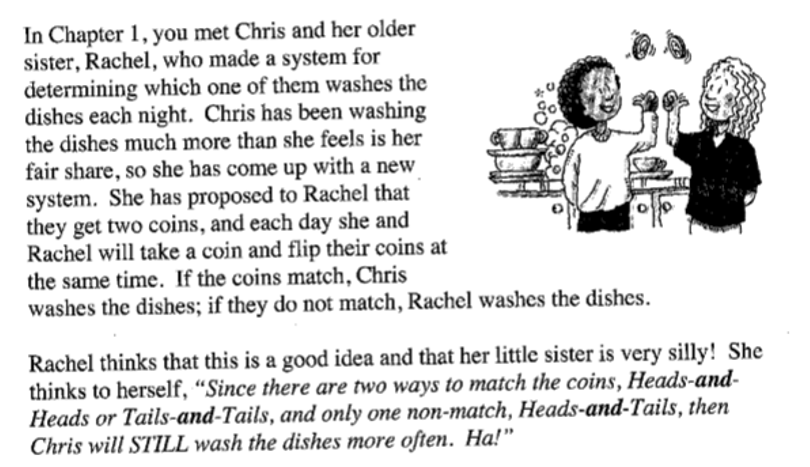 In Chapter 1, you met Chris and her older
sister, Rachel, who made a system for
determining which one of them washes the
dishes each night.  Chris has been washing
the dishes much more than she feels is her
fair share, so she has come up with a new
system.  She has proposed to Rachel that
they get two coins, and each day she and
Rachel will take a coin and flip their coins at
the same time.  If the coins match, Chris
washes the dishes; if they do not match, Rachel washes the dishes.
Rachel thinks that this is a good idea and that her little sister is very silly!  She
thinks to herself, “Since there are two ways to match the coins, Heads-and-
Heads or Tails-and-Tails, and only one non-match, Heads-and-Tails, then
Chris will STILL wash the dishes more often.  Ha!”